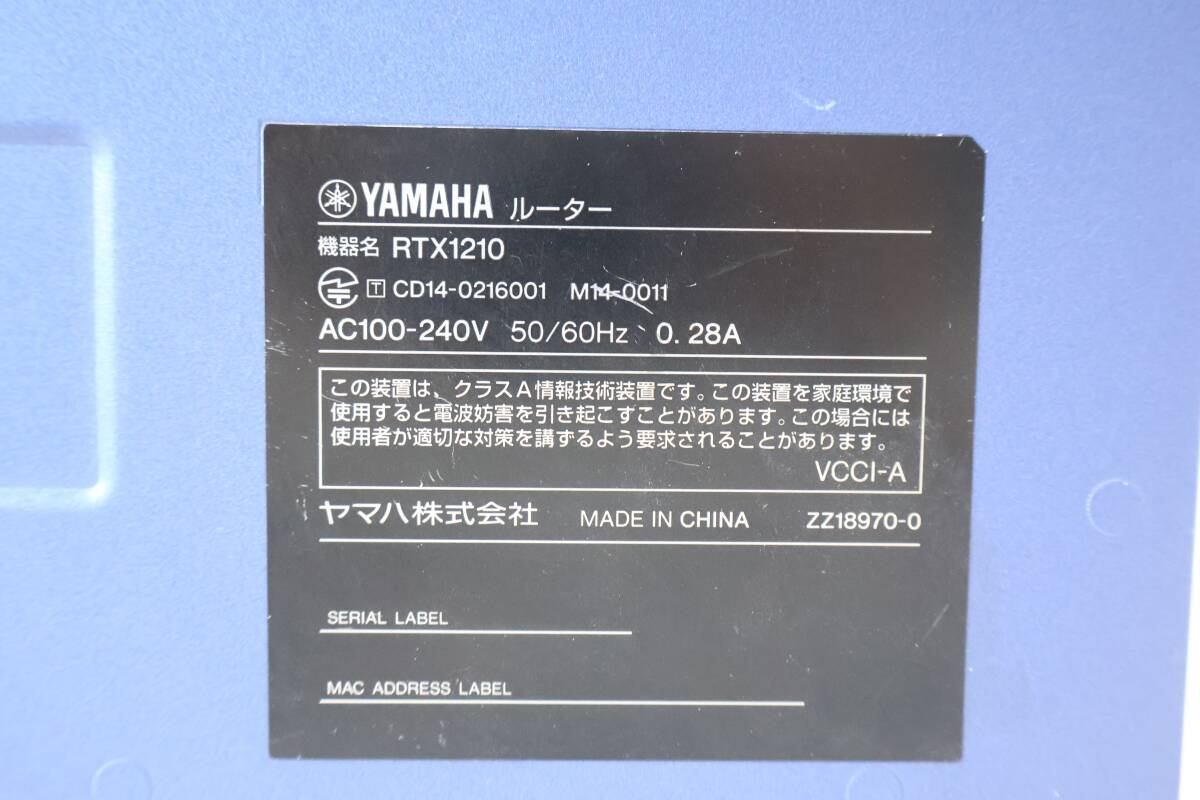 YAMAHA ルーター
機器名 RTX1210
T CD14-0216001 M14-0011
AC100-240V 50/60Hz 0.28A
この装置は、クラスA情報技術装置です。この装置を家庭環境で
使用すると電波妨害を引き起こすことがあります。この場合には
使用者が適切な対策を講ずるよう要求されることがあります。
VCCI-A
ヤマハ株式会社 MADE IN CHINA ZZ18970-0
SERIAL LABEL
MAC ADDRESS LABEL